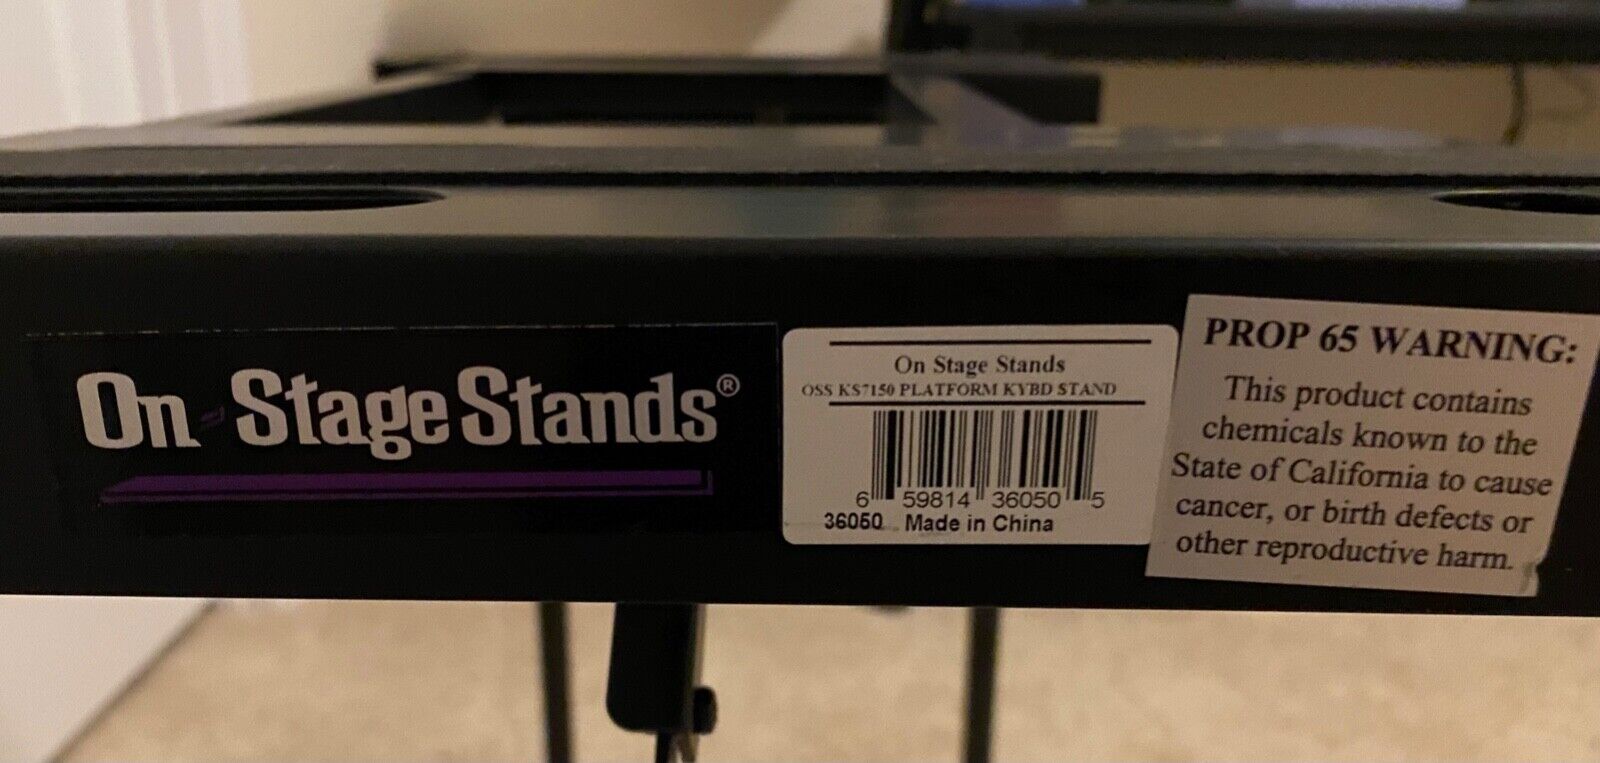 On-Stage Stands®
On Stage Stands
OSS KS7150 PLATFORM KYBD STAND
6 59814 36050 5
36050 Made in China
PROP 65 WARNING:
This product contains
chemicals known to the
State of California to cause
cancer, or birth defects or
other reproductive harm.